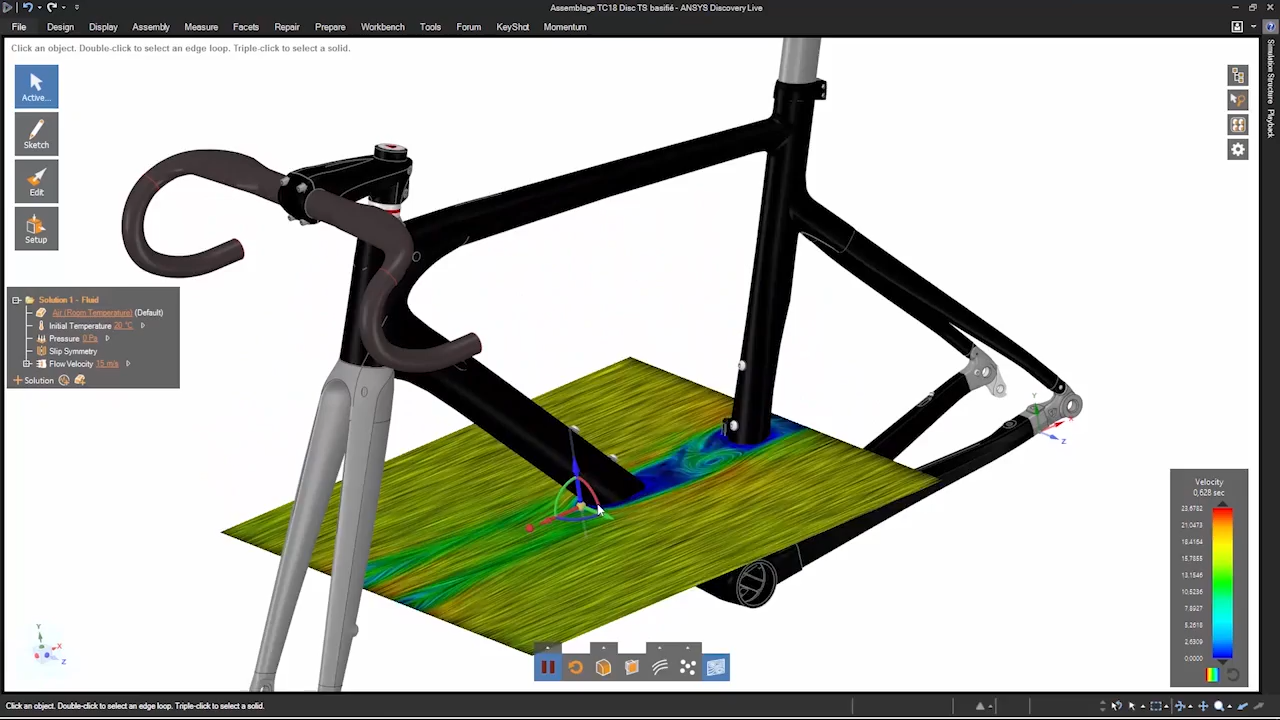 Assemblage TC18 Disc TS basifié - ANSYS Discovery Live
File Design Display Assembly Measure Facets Repair Prepare Workbench Tools Forum KeyShot Momentum
Click an object. Double-click to select an edge loop. Triple-click to select a solid.
Active...
Sketch
Edit
Setup
Simulation Structure Playback
Solution 1 - Fluid
Air (Room Temperature) (Default)
Initial Temperature 20 °C
Pressure 0 Pa
Slip Symmetry
Flow Velocity 15 m/s
Solution
Y
X
Z
Velocity
0,628 sec
23,6782
21,0473
18,4164
15,7855
13,1546
10,5236
7,8927
5,2618
2,6309
0,0000
Y
X
Z
Click an object. Double-click to select an edge loop. Triple-click to select a solid.